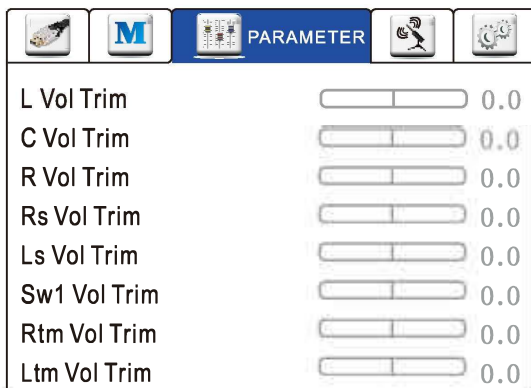 M PARAMETER
L Vol Trim 0.0
C Vol Trim 0.0
R Vol Trim 0.0
Rs Vol Trim 0.0
Ls Vol Trim 0.0
Sw1 Vol Trim 0.0
Rtm Vol Trim 0.0
Ltm Vol Trim 0.0